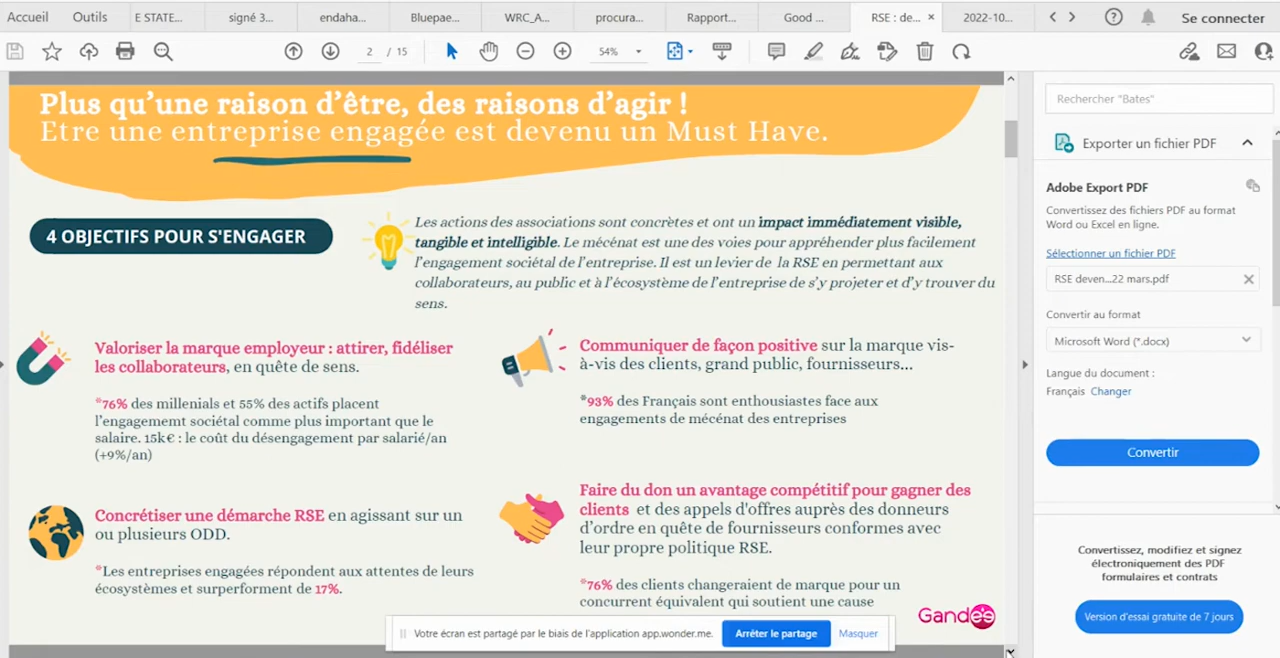 Accueil Outils E STATE... signé 3... endaha... Bluepae... WRC_A... procura... Rapport... Good ... RSE : de... × 2022-10... Se connecter
2 / 15 54%
Plus qu'une raison d'être, des raisons d'agir !
Etre une entreprise engagée est devenu un Must Have.
4 OBJECTIFS POUR S'ENGAGER
Les actions des associations sont concrètes et ont un impact immédiatement visible,
tangible et intelligible. Le mécénat est une des voies pour appréhender plus facilement
l'engagement sociétal de l'entreprise. Il est un levier de la RSE en permettant aux
collaborateurs, au public et à l'écosystème de l'entreprise de s'y projeter et d'y trouver du
sens.
Valoriser la marque employeur : attirer, fidéliser
les collaborateurs, en quête de sens.
*76% des millenials et 55% des actifs placent
l'engagememt sociétal comme plus important que le
salaire. 15k€ : le coût du désengagement par salarié/an
(+9%/an)
Communiquer de façon positive sur la marque vis-
à-vis des clients, grand public, fournisseurs...
*93% des Français sont enthousiastes face aux
engagements de mécénat des entreprises
Concrétiser une démarche RSE en agissant sur un
ou plusieurs ODD.
*Les entreprises engagées répondent aux attentes de leurs
écosystèmes et surperforment de 17%.
Faire du don un avantage compétitif pour gagner des
clients et des appels d'offres auprès des donneurs
d'ordre en quête de fournisseurs conformes avec
leur propre politique RSE.
*76% des clients changeraient de marque pour un
concurrent équivalent qui soutient une cause
Gandee's
Votre écran est partagé par le biais de l'application app.wonder.me. Arrêter le partage Masquer
Rechercher "Bates"
Exporter un fichier PDF
Adobe Export PDF
Convertissez des fichiers PDF au format
Word ou Excel en ligne.
Sélectionner un fichier PDF
RSE deven...22 mars.pdf
Convertir au format
Microsoft Word (*.docx)
Langue du document :
Français Changer
Convertir
Convertissez, modifiez et signez
électroniquement des PDF
formulaires et contrats
Version d'essai gratuite de 7 jours